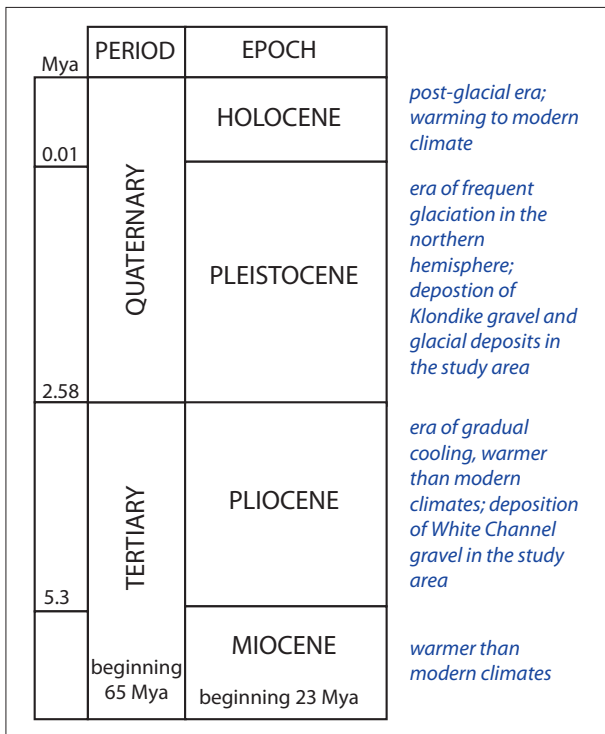 Mya
PERIOD
EPOCH
HOLOCENE
post-glacial era;
warming to modern
climate
0.01
QUATERNARY
PLEISTOCENE
era of frequent
glaciation in the
northern
hemisphere;
depostion of
Klondike gravel and
glacial deposits in
the study area
2.58
TERTIARY
PLIOCENE
era of gradual
cooling, warmer
than modern
climates; deposition
of White Channel
gravel in the study
area
5.3
beginning
65 Mya
MIOCENE
beginning 23 Mya
warmer than
modern climates